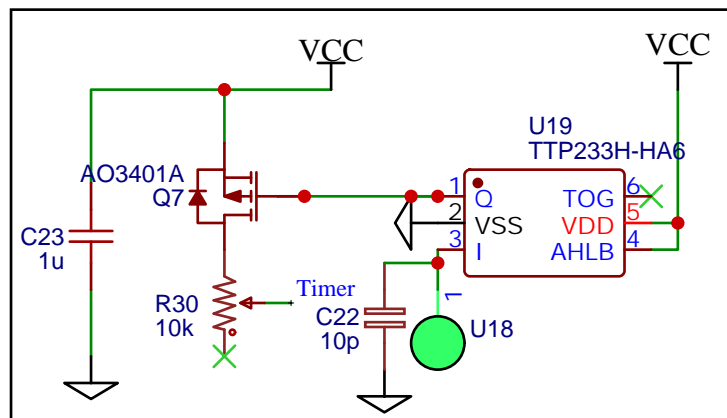 VCC
VCC
U19
TTP233H-HA6
AO3401A
Q7
1
Q
TOG
6
2
VSS
VDD
5
3
I
AHLB
4
C23
1u
Timer
R30
10k
C22
10p
1
U18